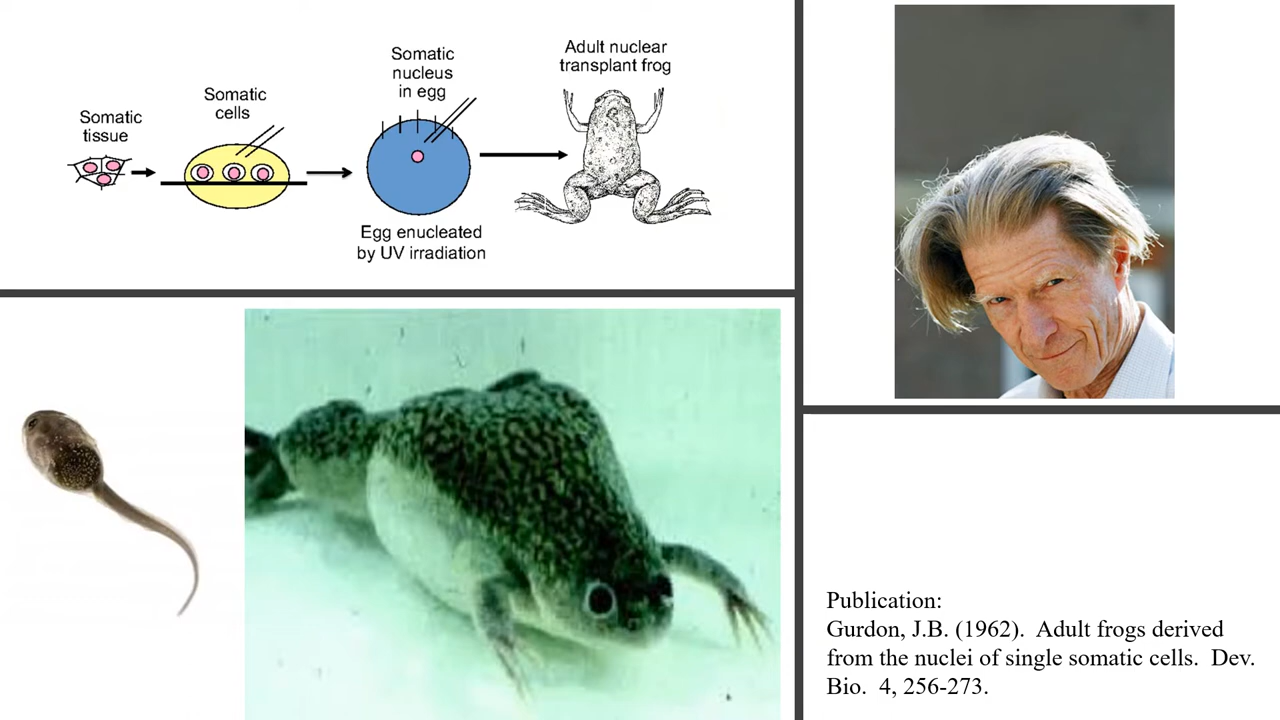 Somatic
tissue
Somatic
cells
Somatic
nucleus
in egg
Egg enucleated
by UV irradiation
Adult nuclear
transplant frog
Publication:
Gurdon, J.B. (1962).  Adult frogs derived
from the nuclei of single somatic cells.  Dev.
Bio.  4, 256-273.